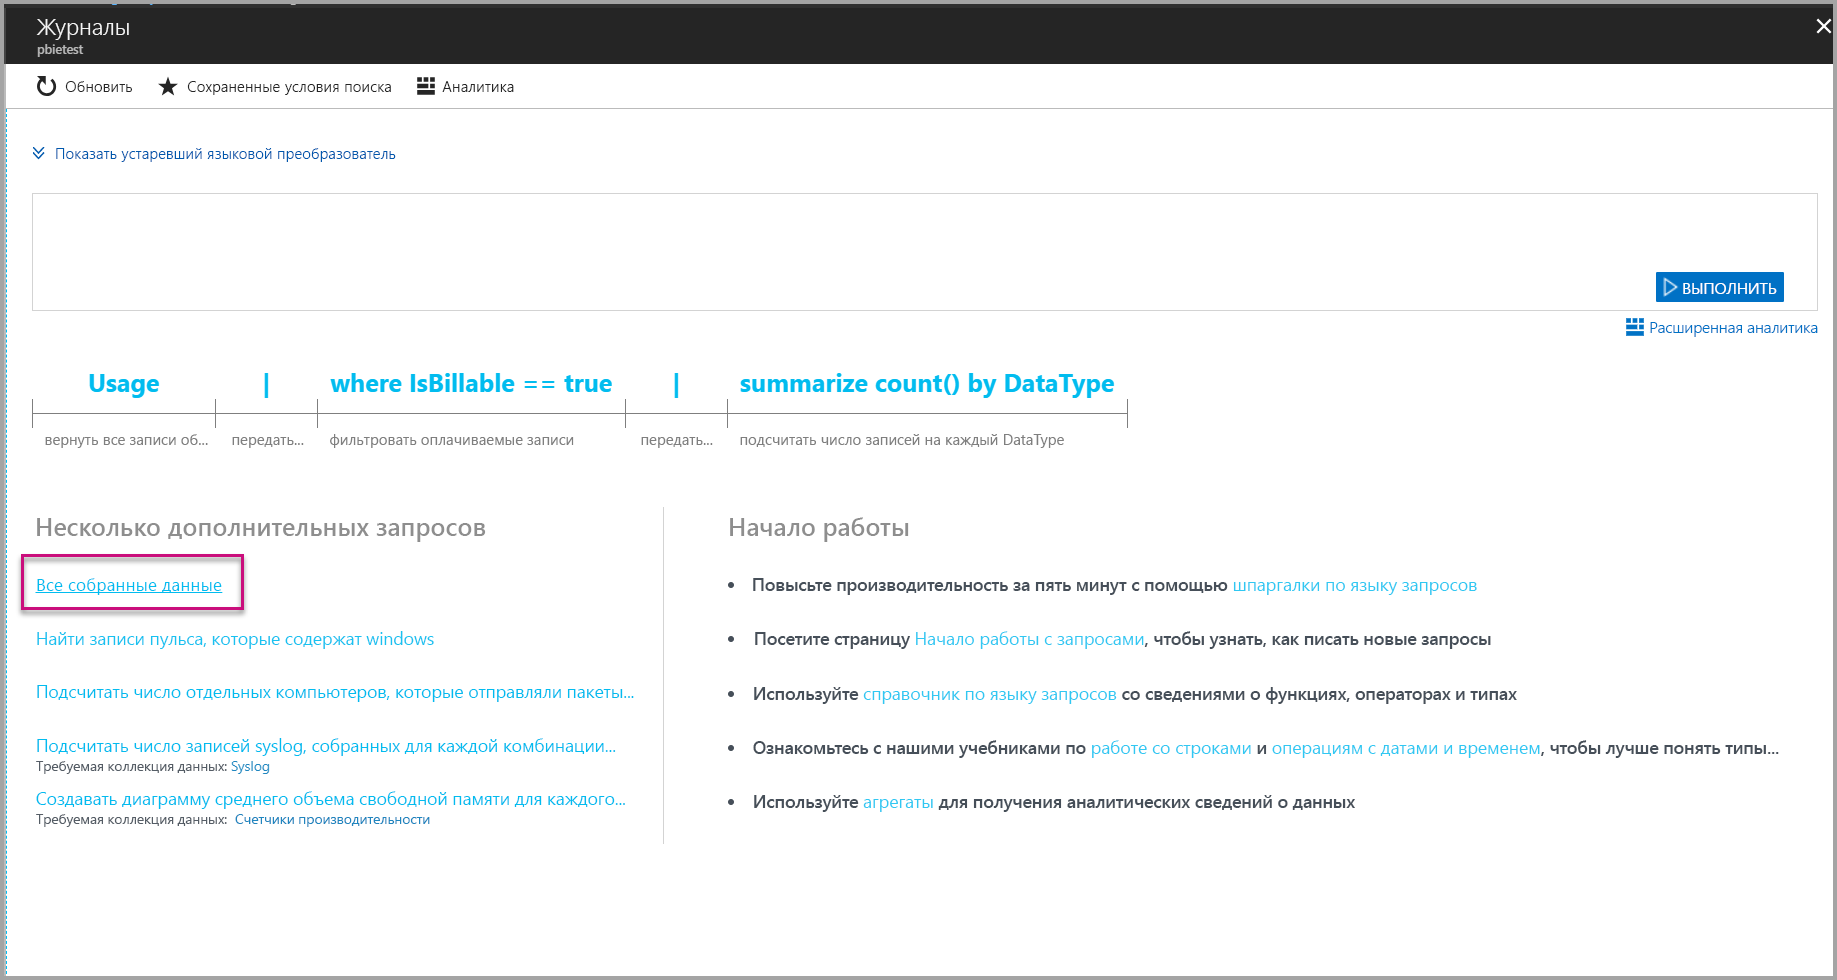 Журналы
pbietest
Обновить
Сохраненные условия поиска
Аналитика
Показать устаревший языковой преобразователь
ВЫПОЛНИТЬ
Расширенная аналитика
Usage | where IsBillable == true | summarize count() by DataType
вернуть все записи об... передать... фильтровать оплачиваемые записи передать... подсчитать число записей на каждый DataType
Несколько дополнительных запросов
Все собранные данные
Найти записи пульса, которые содержат windows
Подсчитать число отдельных компьютеров, которые отправляли пакеты...
Подсчитать число записей syslog, собранных для каждой комбинации...
Требуемая коллекция данных: Syslog
Создавать диаграмму среднего объема свободной памяти для каждого...
Требуемая коллекция данных: Счетчики производительности
Начало работы
• Повысьте производительность за пять минут с помощью шпаргалки по языку запросов
• Посетите страницу Начало работы с запросами, чтобы узнать, как писать новые запросы
• Используйте справочник по языку запросов со сведениями о функциях, операторах и типах
• Ознакомьтесь с нашими учебниками по работе со строками и операциям с датами и временем, чтобы лучше понять типы...
• Используйте агрегаты для получения аналитических сведений о данных